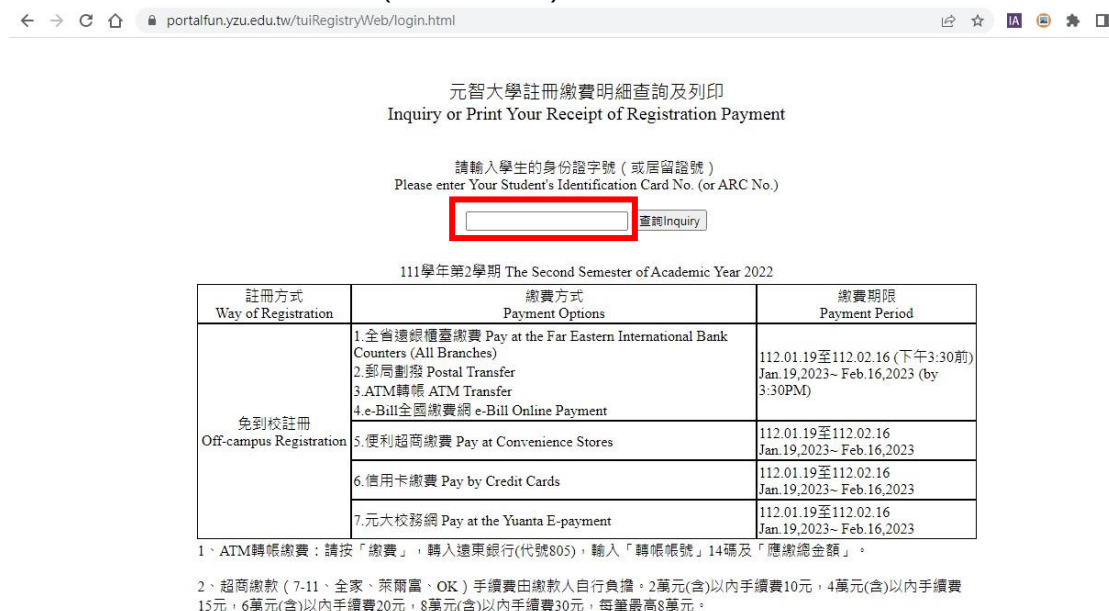 portalfun.yzu.edu.tw/tuiRegistryWeb/login.html
IA
元智大學註冊繳費明細查詢及列印
Inquiry or Print Your Receipt of Registration Payment
請輸入學生的身份證字號(或居留證號)
Please enter Your Student's Identification Card No. (or ARC No.)
查詢Inquiry
111學年第2學期 The Second Semester of Academic Year 2022
註冊方式
Way of Registration
繳費方式
Payment Options
繳費期限
Payment Period
免到校註冊
Off-campus Registration
1.全省遠銀櫃臺繳費 Pay at the Far Eastern International Bank
Counters (All Branches)
2.郵局劃撥 Postal Transfer
3.ATM轉帳 ATM Transfer
4.e-Bill全國繳費網 e-Bill Online Payment
112.01.19至112.02.16 (下午3:30前)
Jan.19,2023~ Feb.16,2023 (by
3:30PM)
5.便利超商繳費 Pay at Convenience Stores
112.01.19至112.02.16
Jan.19,2023~ Feb.16,2023
6.信用卡繳費 Pay by Credit Cards
112.01.19至112.02.16
Jan.19,2023~ Feb.16,2023
7.元大校務網 Pay at the Yuanta E-payment
112.01.19至112.02.16
Jan.19,2023~ Feb.16,2023
1、ATM轉帳繳費：請按「繳費」，轉入遠東銀行(代號805)，輸入「轉帳帳號」14碼及「應繳總金額」。
2、超商繳款（7-11、全家、萊爾富、OK）手續費由繳款人自行負擔。2萬元(含)以內手續費10元，4萬元(含)以內手續費
15元，6萬元(含)以內手續費20元，8萬元(含)以內手續費30元，每筆最高8萬元。